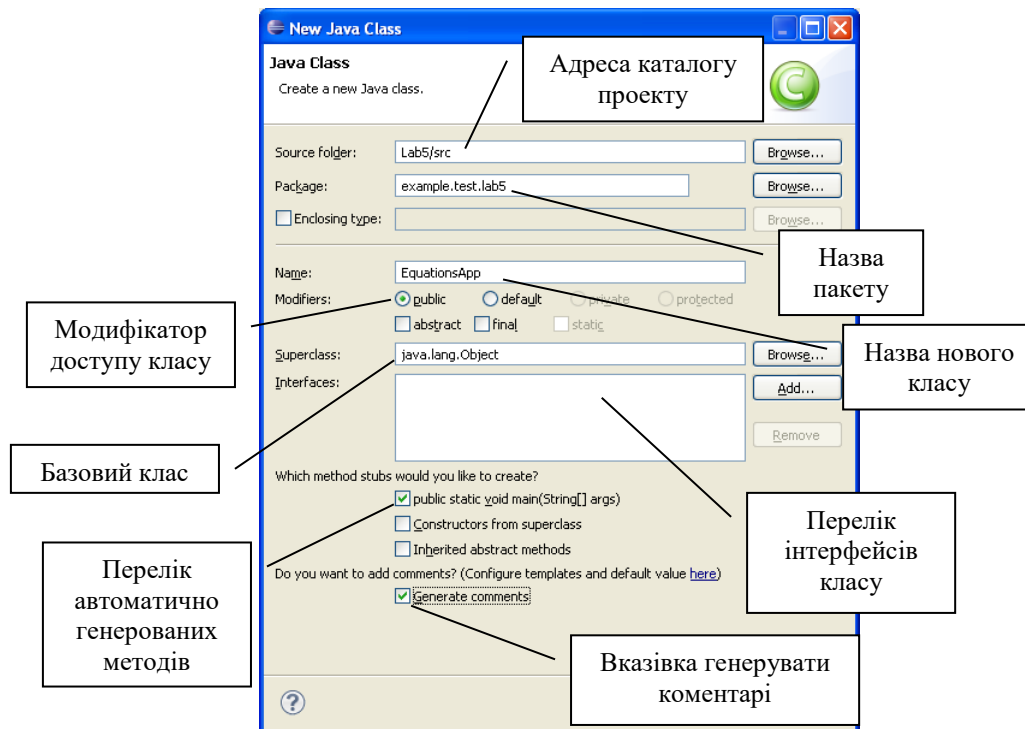 New Java Class
Java Class
Create a new Java class.
Адреса каталогу
проекту
Source folder:
Lab5/src
Browse...
Package:
example.test.lab5
Browse...
Enclosing type:
Browse...
Назва
пакету
Name:
EquationsApp
Modifiers:
public
default
private
protected
abstract
final
static
Модифікатор
доступу класу
Superclass:
java.lang.Object
Browse...
Назва нового
класу
Interfaces:
Add...
Remove
Базовий клас
Which method stubs would you like to create?
public static void main(String[] args)
Constructors from superclass
Inherited abstract methods
Перелік
інтерфейсів
класу
Перелік
автоматично
генерованих
методів
Do you want to add comments? (Configure templates and default value here)
Generate comments
Вказівка генерувати
коментарі